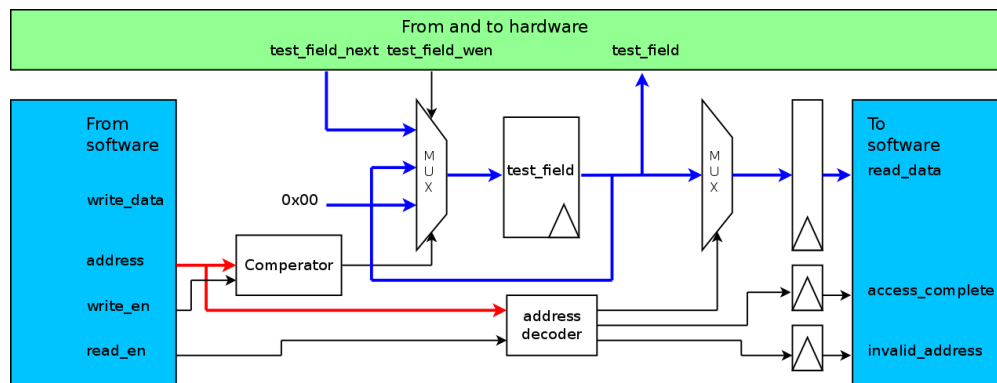 From and to hardware
test_field_next test_field_wen test_field
From
software
To
software
write_data
read_data
0x00
M
U
X
test_field
M
U
X
address
Comperator
write_en
access_complete
address
decoder
read_en
invalid_address